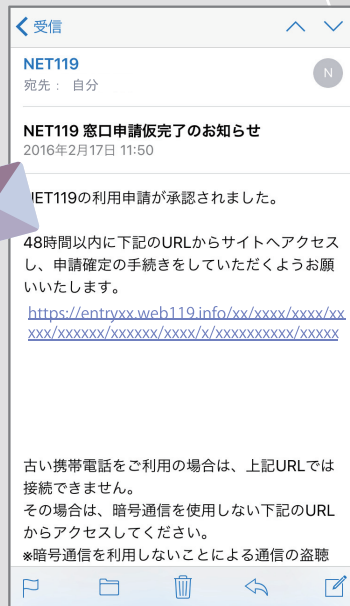 受信
NET119
宛先： 自分
N
NET119 窓口申請仮完了のお知らせ
2016年2月17日 11:50
NET119の利用申請が承認されました。
48時間以内に下記のURLからサイトへアクセス
し、申請確定の手続きをしていただくようお願
いいたします。
https://entryxx.web119.info/xx/xxxx/xxxx/xx
xxx/xxxxxx/xxxxxx/xxxx/x/xxxxxxxxxx/xxxxx
古い携帯電話をご利用の場合は、上記URLでは
接続できません。
その場合は、暗号通信を使用しない下記のURL
からアクセスしてください。
※暗号通信を利用しないことによる通信の盗聴